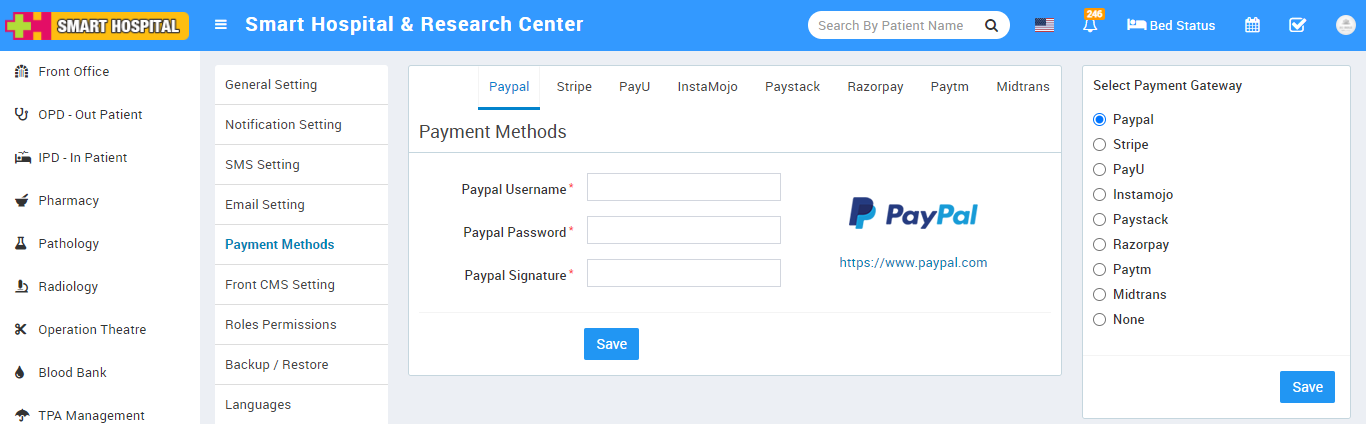 SMART HOSPITAL
Smart Hospital & Research Center
Search By Patient Name
246
Bed Status
Front Office
OPD - Out Patient
IPD - In Patient
Pharmacy
Pathology
Radiology
Operation Theatre
Blood Bank
TPA Management
General Setting
Notification Setting
SMS Setting
Email Setting
Payment Methods
Front CMS Setting
Roles Permissions
Backup / Restore
Languages
Paypal Stripe PayU InstaMojo Paystack Razorpay Paytm Midtrans
Payment Methods
Paypal Username*
Paypal Password*
Paypal Signature*
PayPal
https://www.paypal.com
Save
Select Payment Gateway
Paypal
Stripe
PayU
Instamojo
Paystack
Razorpay
Paytm
Midtrans
None
Save